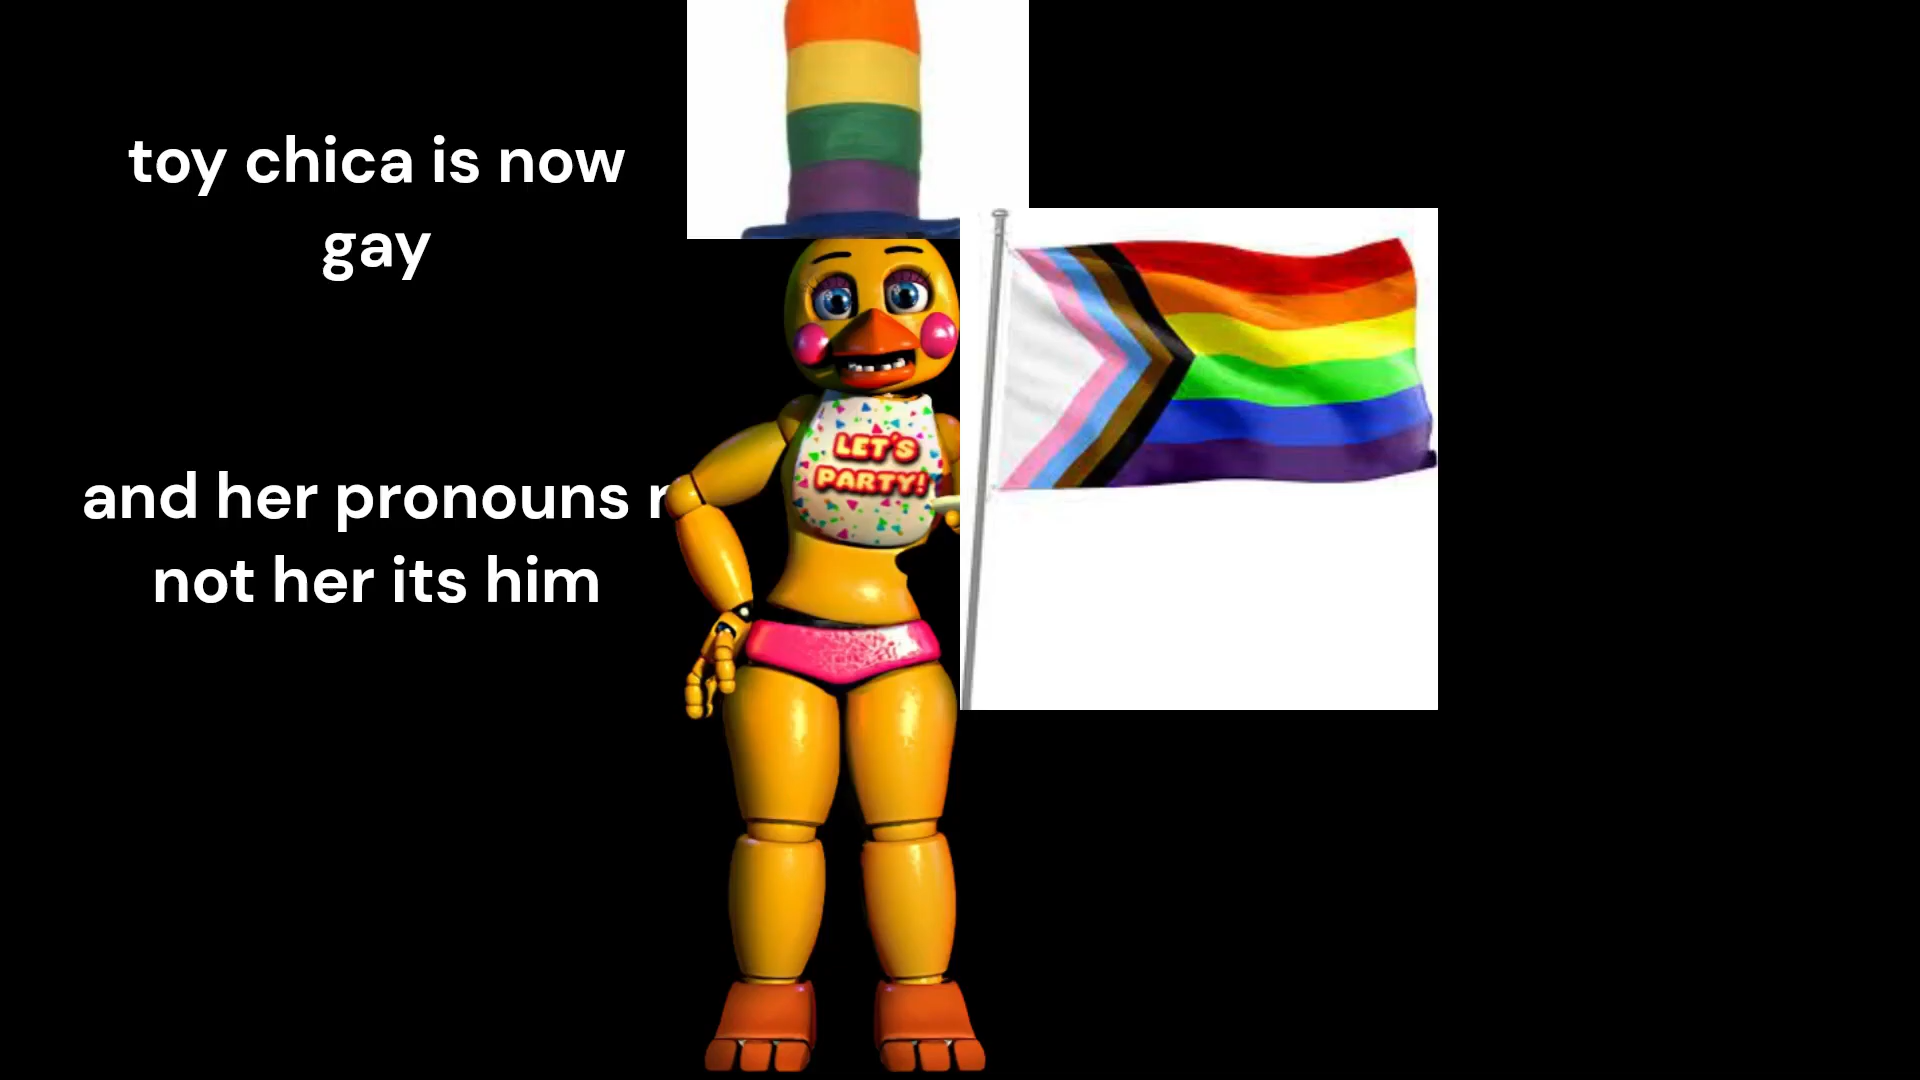 toy chica is now
gay
and her pronouns
not her its him
LET'S
PARTY!